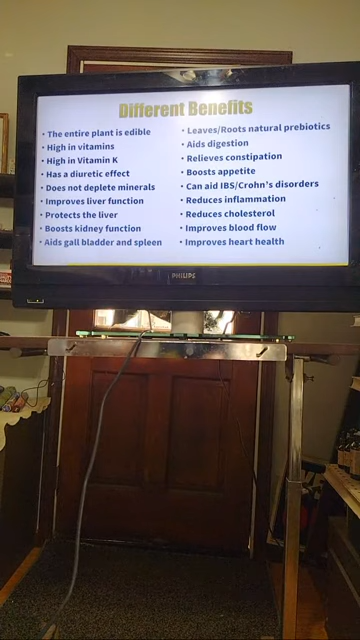 Different Benefits
• The entire plant is edible
• High in vitamins
• High in Vitamin K
• Has a diuretic effect
• Does not deplete minerals
• Improves liver function
• Protects the liver
• Boosts kidney function
• Aids gall bladder and spleen
• Leaves/Roots natural prebiotics
• Aids digestion
• Relieves constipation
• Boosts appetite
• Can aid IBS/Crohn's disorders
• Reduces inflammation
• Reduces cholesterol
• Improves blood flow
• Improves heart health
PHILIPS